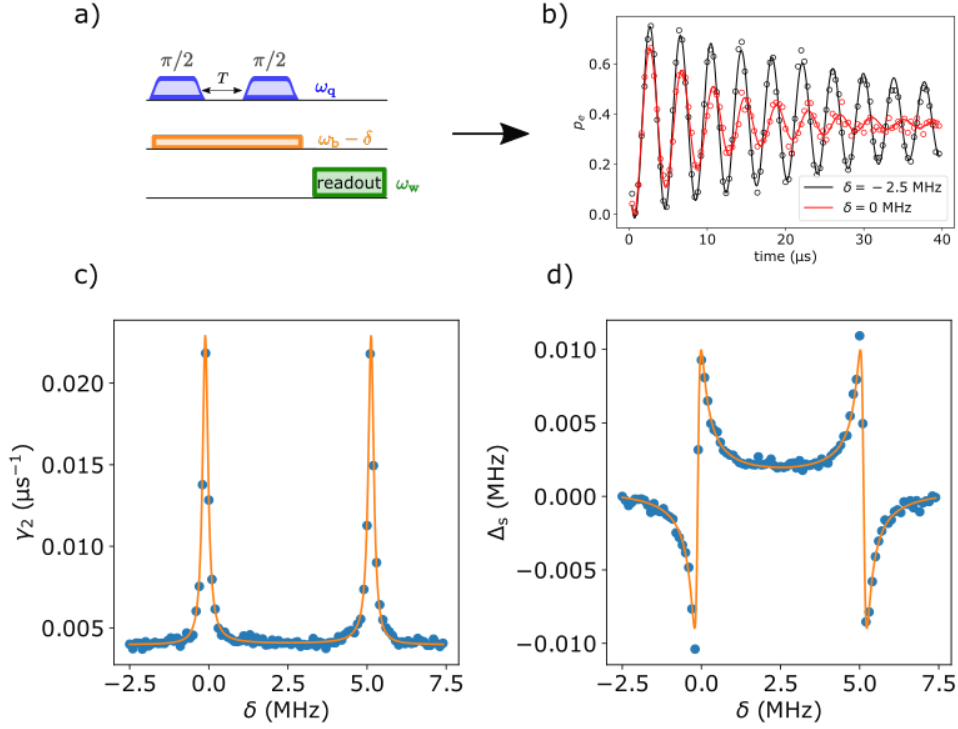 a)
π/2 π/2
T
ω_q
ω_b − δ
readout ω_w
b)
p_e
0.6
0.4
0.2
0.0
δ = − 2.5 MHz
δ = 0 MHz
0 10 20 30 40
time (μs)
c)
γ₂ (μs⁻¹)
0.020
0.015
0.010
0.005
−2.5 0.0 2.5 5.0 7.5
δ (MHz)
d)
Δ_s (MHz)
0.010
0.005
0.000
−0.005
−0.010
−2.5 0.0 2.5 5.0 7.5
δ (MHz)